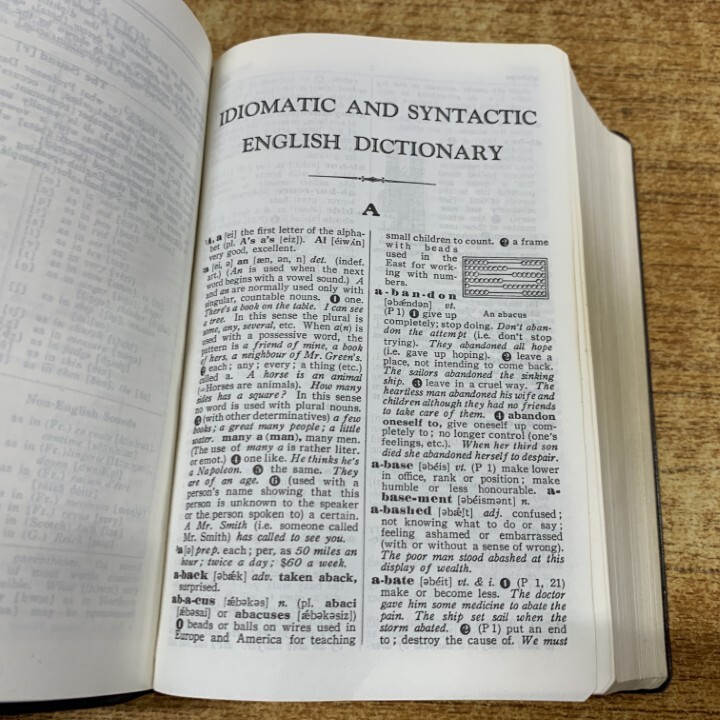 IDIOMATIC AND SYNTACTIC
ENGLISH DICTIONARY
A
A, a [ei] the first letter of the alpha-
bet (pl. A's a's [eiz]). AI [éiwʌ́n]
very good, excellent.
a [ei, ə] an [æn, ən, n] det. (indef.
art.) (An is used when the next
word begins with a vowel sound.) A
and an are normally used only with
singular, countable nouns. ❶ one.
There's a book on the table. I can see
a tree. In this sense the plural is
some, any, several, etc. When a(n) is
used with a possessive word, the
pattern is a friend of mine, a book
of hers, a neighbour of Mr. Green's.
❷ each; any; every; a thing (etc.)
called a. A horse is an animal
(=Horses are animals). How many
sides has a square? In this sense
no word is used with plural nouns.
❸ (with other determinatives) a few
books; a great many people; a little
water. many a (man), many men.
(The use of many a is rather liter.
or emot.) ❹ one like. He thinks he's
a Napoleon. ❺ the same. They
are of an age. ❻ (used with a
person's name showing that this
person is unknown to the speaker
or the person spoken to) a certain.
A Mr. Smith (i.e. someone called
Mr. Smith) has called to see you.
a [ə] prep. each; per, as 50 miles an
hour; twice a day; $60 a week.
a-back [əbǽk] adv. taken aback,
surprised.
ab-a-cus [ǽbəkəs] n. (pl. abaci
[ǽbəsai] or abacuses [ǽbəkəsiz])
❶ beads or balls on wires used in
Europe and America for teaching
small children to count. ❷ a frame
with beads
used in the
East for work-
ing with num-
bers.
An abacus
a-ban-don
[əbǽndən] vt.
(P 1) ❶ give up
completely; stop doing. Don't aban-
don the attempt (i.e. don't stop
trying). They abandoned all hope
(i.e. gave up hoping). ❷ leave a
place, not intending to come back.
The sailors abandoned the sinking
ship. ❸ leave in a cruel way. The
heartless man abandoned his wife and
children although they had no friends
to take care of them. ❹ abandon
oneself to, give oneself up com-
pletely to; no longer control (one's
feelings, etc.). When her third son
died she abandoned herself to despair.
a-base [əbéis] vt. (P 1) make lower
in office, rank or position; make
humble or less honourable. a-
base-ment [əbéismənt] n.
a-bashed [əbǽʃt] adj. confused;
not knowing what to do or say;
feeling ashamed or embarrassed
(with or without a sense of wrong).
The poor man stood abashed at this
display of wealth.
a-bate [əbéit] vt. & i. ❶ (P 1, 21)
make or become less. The doctor
gave him some medicine to abate the
pain. The ship set sail when the
storm abated. ❷ (P 1) put an end
to; destroy the cause of. We must